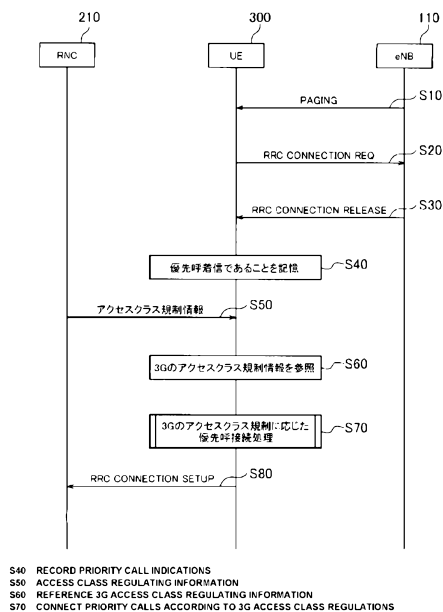 210
300
110
RNC
UE
eNB
S10
PAGING
S20
RRC CONNECTION REQ
S30
RRC CONNECTION RELEASE
優先呼着信であることを記憶
S40
アクセスクラス規制情報
S50
3Gのアクセスクラス規制情報を参照
S60
3Gのアクセスクラス規制に応じた
優先呼接続処理
S70
RRC CONNECTION SETUP
S80
S40 RECORD PRIORITY CALL INDICATIONS
S50 ACCESS CLASS REGULATING INFORMATION
S60 REFERENCE 3G ACCESS CLASS REGULATING INFORMATION
S70 CONNECT PRIORITY CALLS ACCORDING TO 3G ACCESS CLASS REGULATIONS